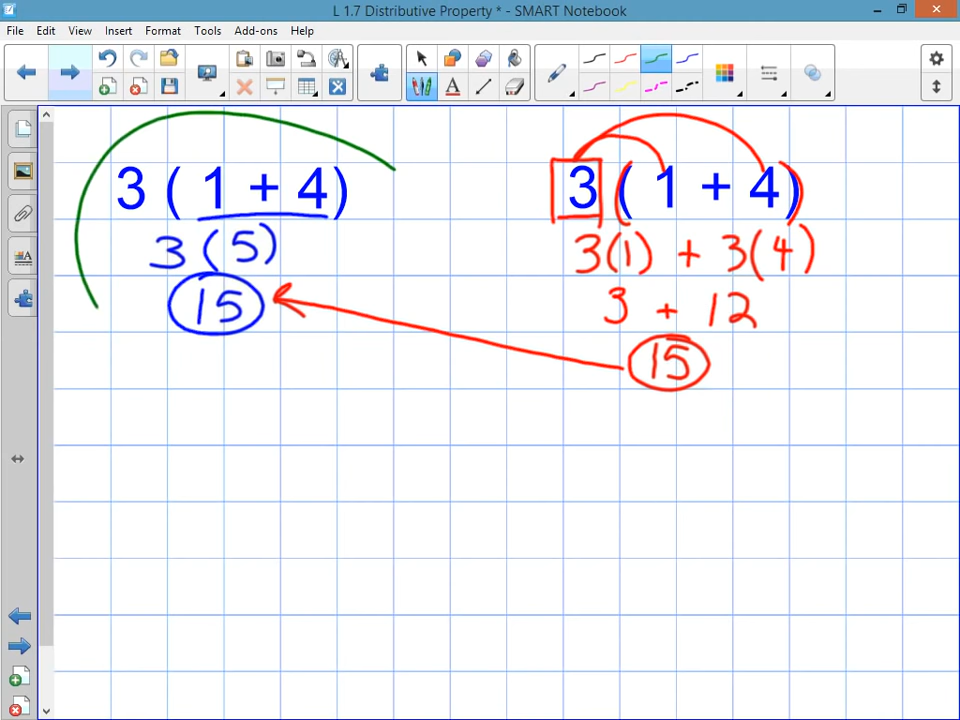 L 1.7 Distributive Property * - SMART Notebook
File Edit View Insert Format Tools Add-ons Help
3 ( 1 + 4)
3 (5)
15
3 ( 1 + 4)
3(1) + 3(4)
3 + 12
15